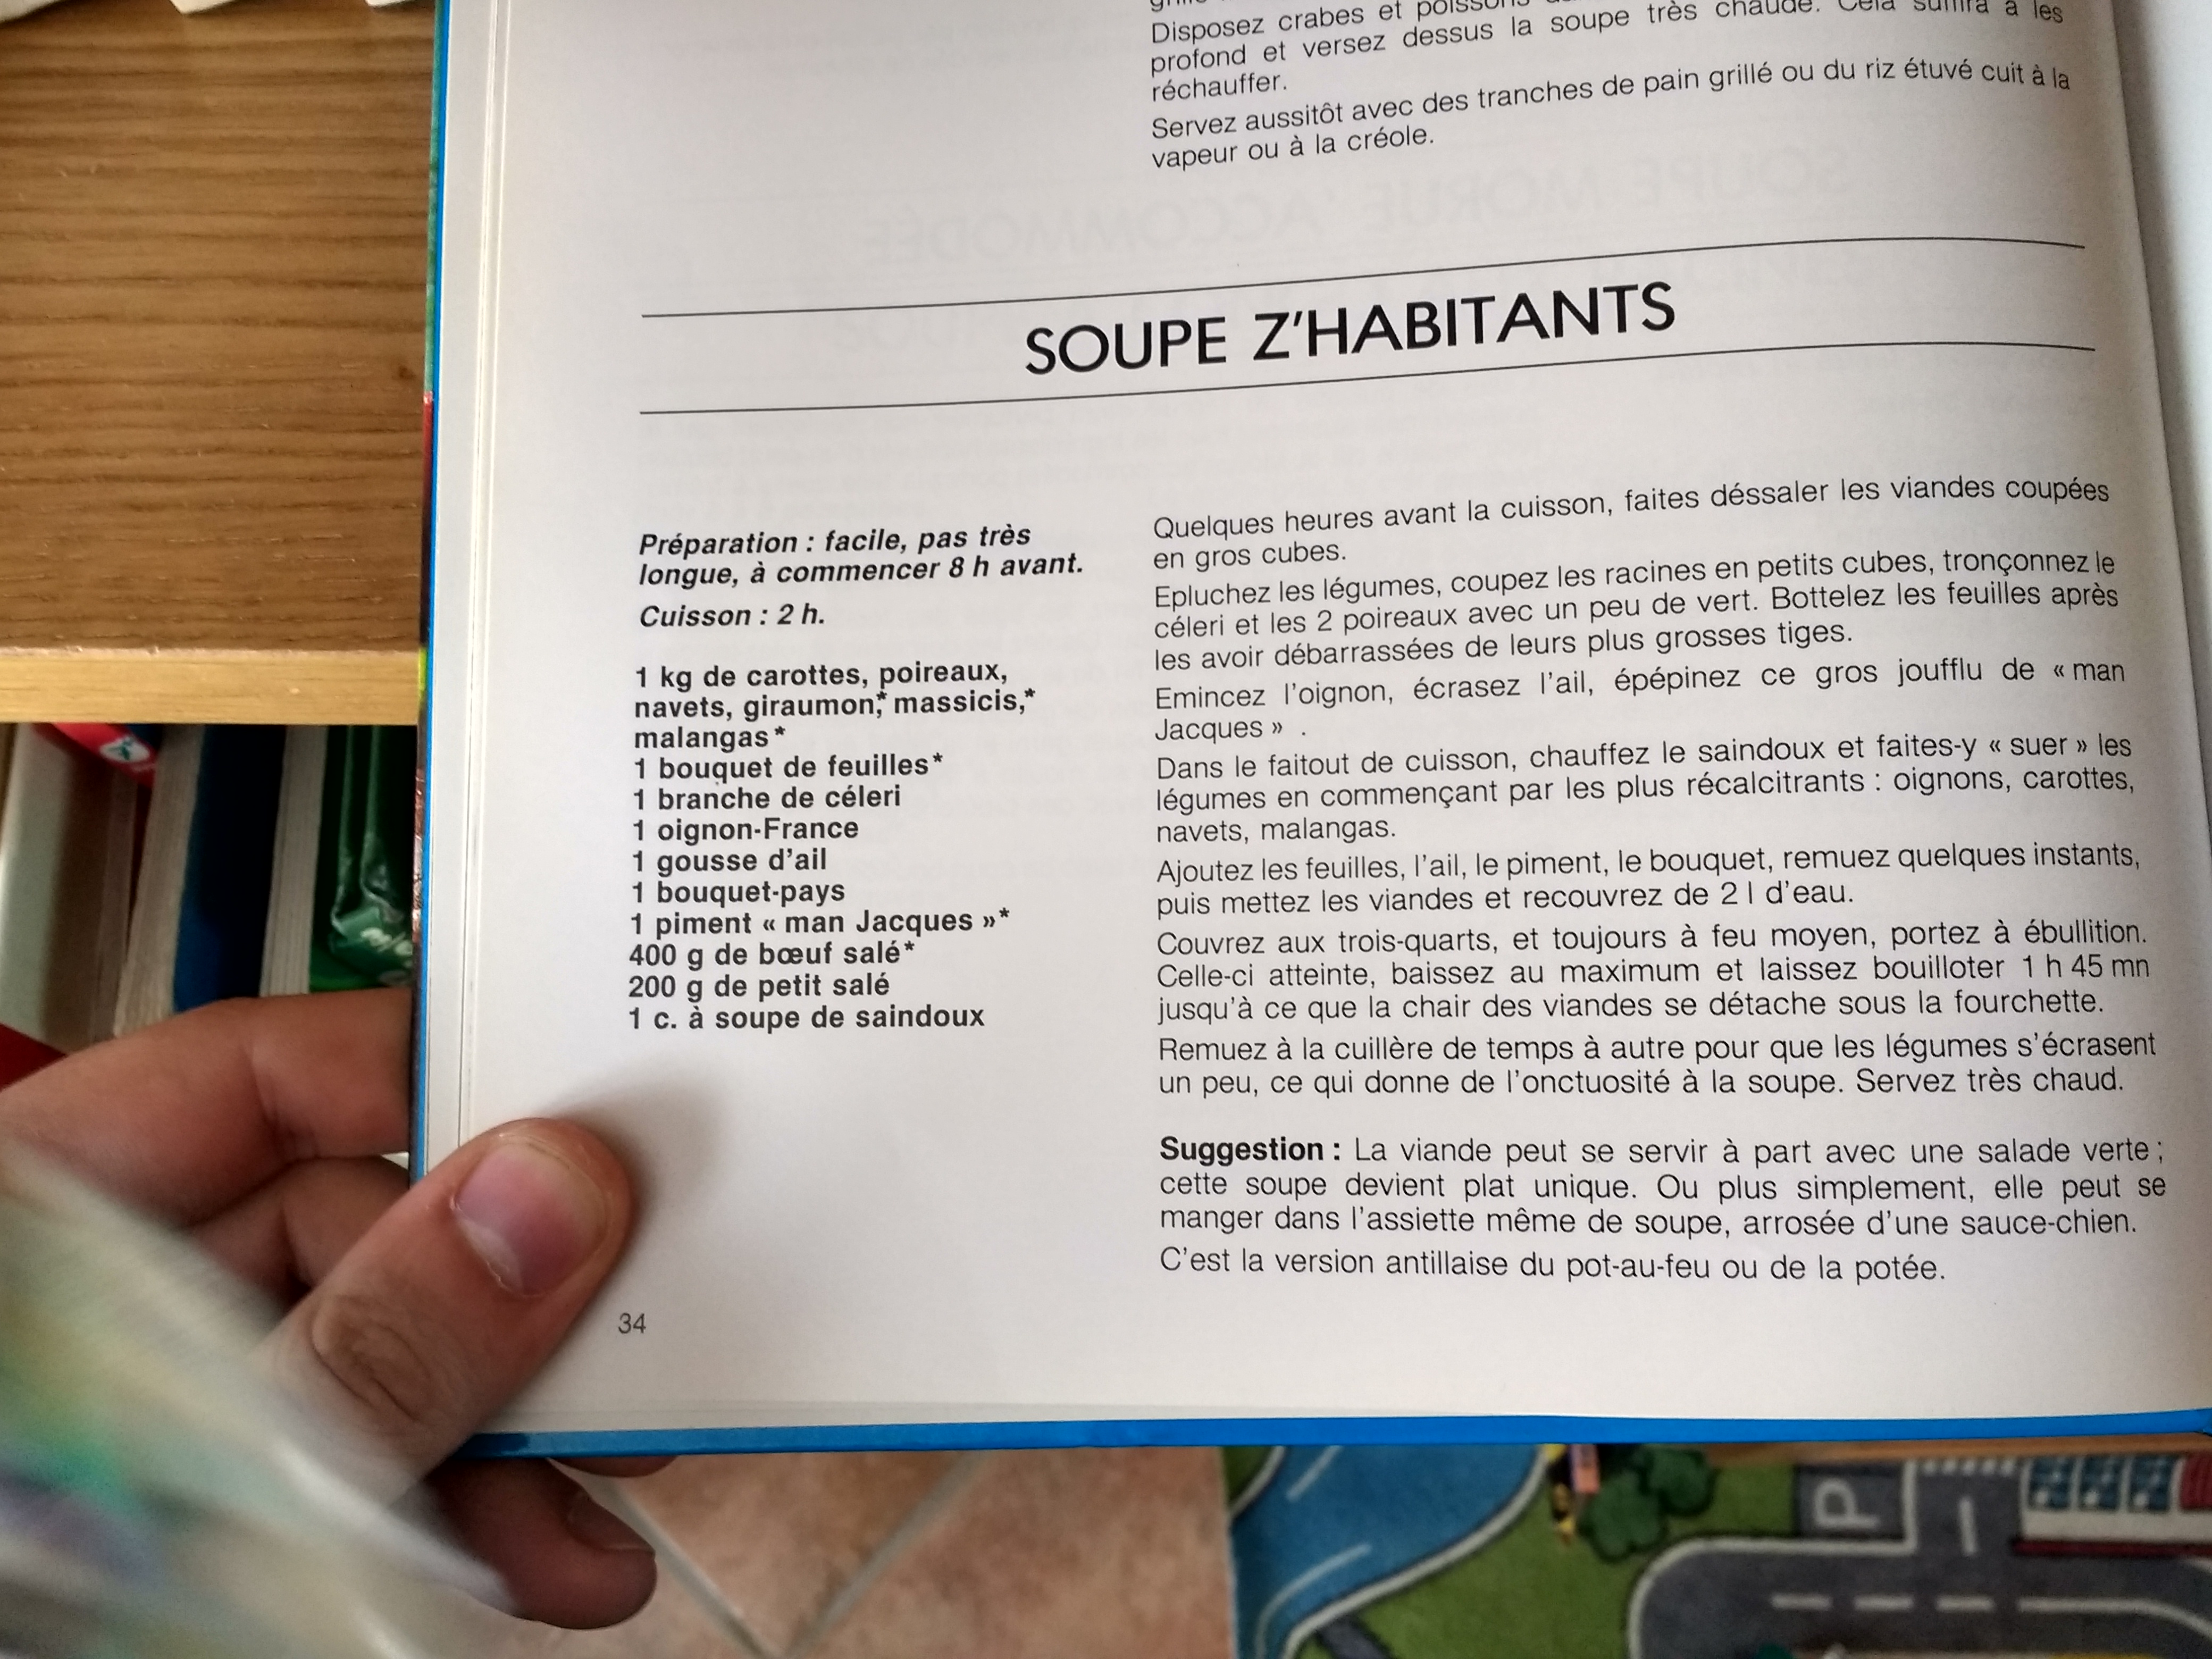 Disposez crabes et poissons
profond et versez dessus la soupe très chaude. Cela suffira à les
réchauffer.
Servez aussitôt avec des tranches de pain grillé ou du riz étuvé cuit à la
vapeur ou à la créole.
SOUPE Z'HABITANTS
Préparation : facile, pas très
longue, à commencer 8 h avant.
Cuisson : 2 h.
1 kg de carottes, poireaux,
navets, giraumon,* massicis,*
malangas*
1 bouquet de feuilles*
1 branche de céleri
1 oignon-France
1 gousse d'ail
1 bouquet-pays
1 piment « man Jacques »*
400 g de bœuf salé*
200 g de petit salé
1 c. à soupe de saindoux
Quelques heures avant la cuisson, faites déssaler les viandes coupées
en gros cubes.
Epluchez les légumes, coupez les racines en petits cubes, tronçonnez le
céleri et les 2 poireaux avec un peu de vert. Bottelez les feuilles après
les avoir débarrassées de leurs plus grosses tiges.
Emincez l'oignon, écrasez l'ail, épépinez ce gros joufflu de « man
Jacques » .
Dans le faitout de cuisson, chauffez le saindoux et faites-y « suer » les
légumes en commençant par les plus récalcitrants : oignons, carottes,
navets, malangas.
Ajoutez les feuilles, l'ail, le piment, le bouquet, remuez quelques instants,
puis mettez les viandes et recouvrez de 2 l d'eau.
Couvrez aux trois-quarts, et toujours à feu moyen, portez à ébullition.
Celle-ci atteinte, baissez au maximum et laissez bouilloter 1 h 45 mn
jusqu'à ce que la chair des viandes se détache sous la fourchette.
Remuez à la cuillère de temps à autre pour que les légumes s'écrasent
un peu, ce qui donne de l'onctuosité à la soupe. Servez très chaud.
Suggestion : La viande peut se servir à part avec une salade verte ;
cette soupe devient plat unique. Ou plus simplement, elle peut se
manger dans l'assiette même de soupe, arrosée d'une sauce-chien.
C'est la version antillaise du pot-au-feu ou de la potée.
34
P